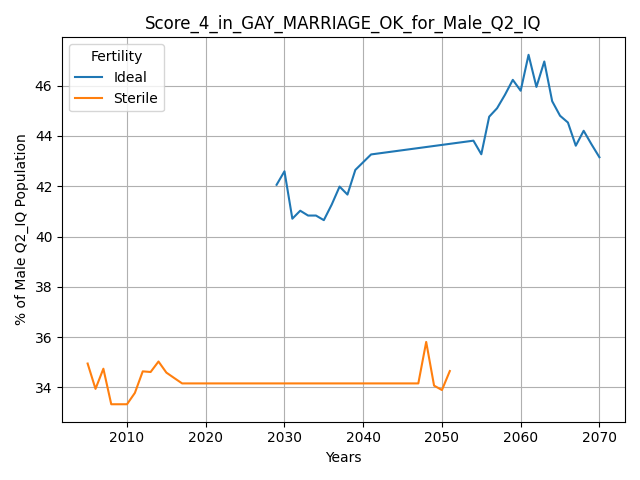 Score_4_in_GAY_MARRIAGE_OK_for_Male_Q2_IQ
Fertility
Ideal
Sterile
% of Male Q2_IQ Population
46
44
42
40
38
36
34
2010 2020 2030 2040 2050 2060 2070
Years